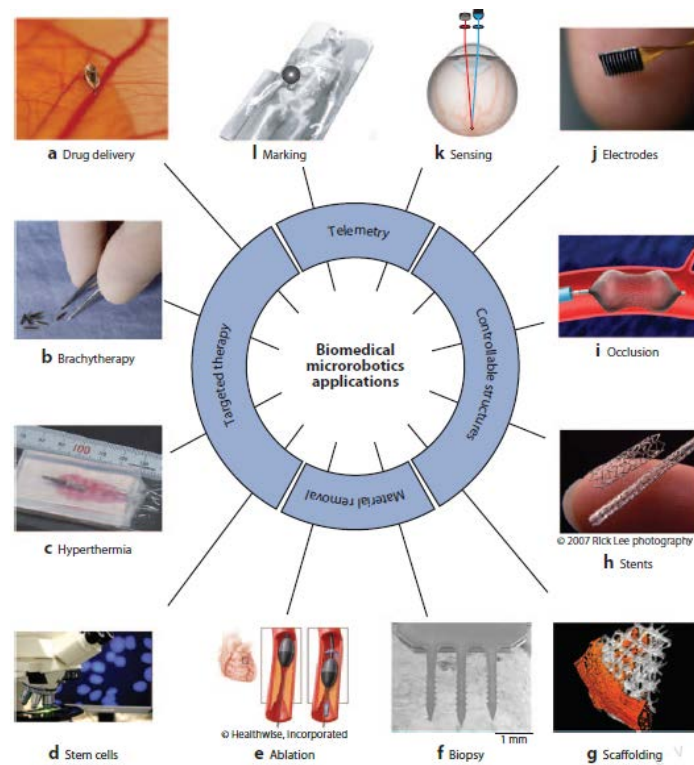 a Drug delivery
l Marking
k Sensing
j Electrodes
b Brachytherapy
i Occlusion
c Hyperthermia
© 2007 Rick Lee photography
h Stents
d Stem cells
© Healthwise, Incorporated
e Ablation
1 mm
f Biopsy
g Scaffolding
Telemetry
Targeted therapy
Controllable structures
Material removal
Biomedical
microrobotics
applications
100